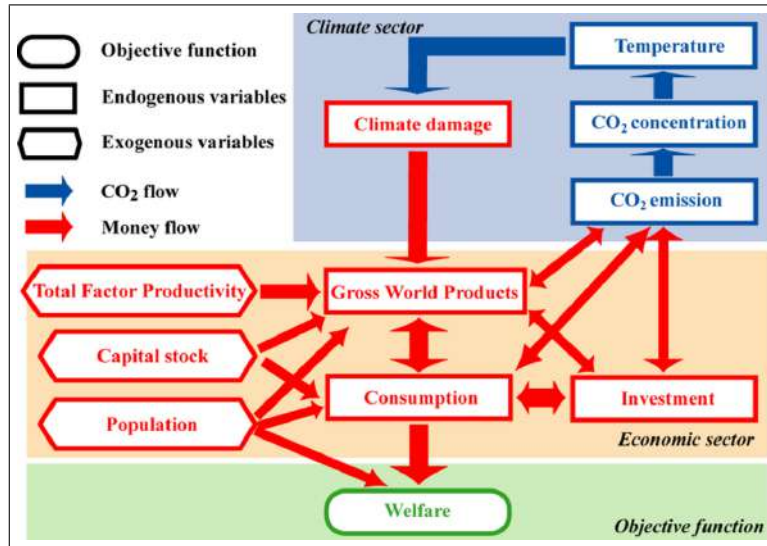 Objective function
Endogenous variables
Exogenous variables
CO₂ flow
Money flow
Climate sector
Temperature
Climate damage
CO₂ concentration
CO₂ emission
Total Factor Productivity
Gross World Products
Capital stock
Population
Consumption
Investment
Economic sector
Welfare
Objective function